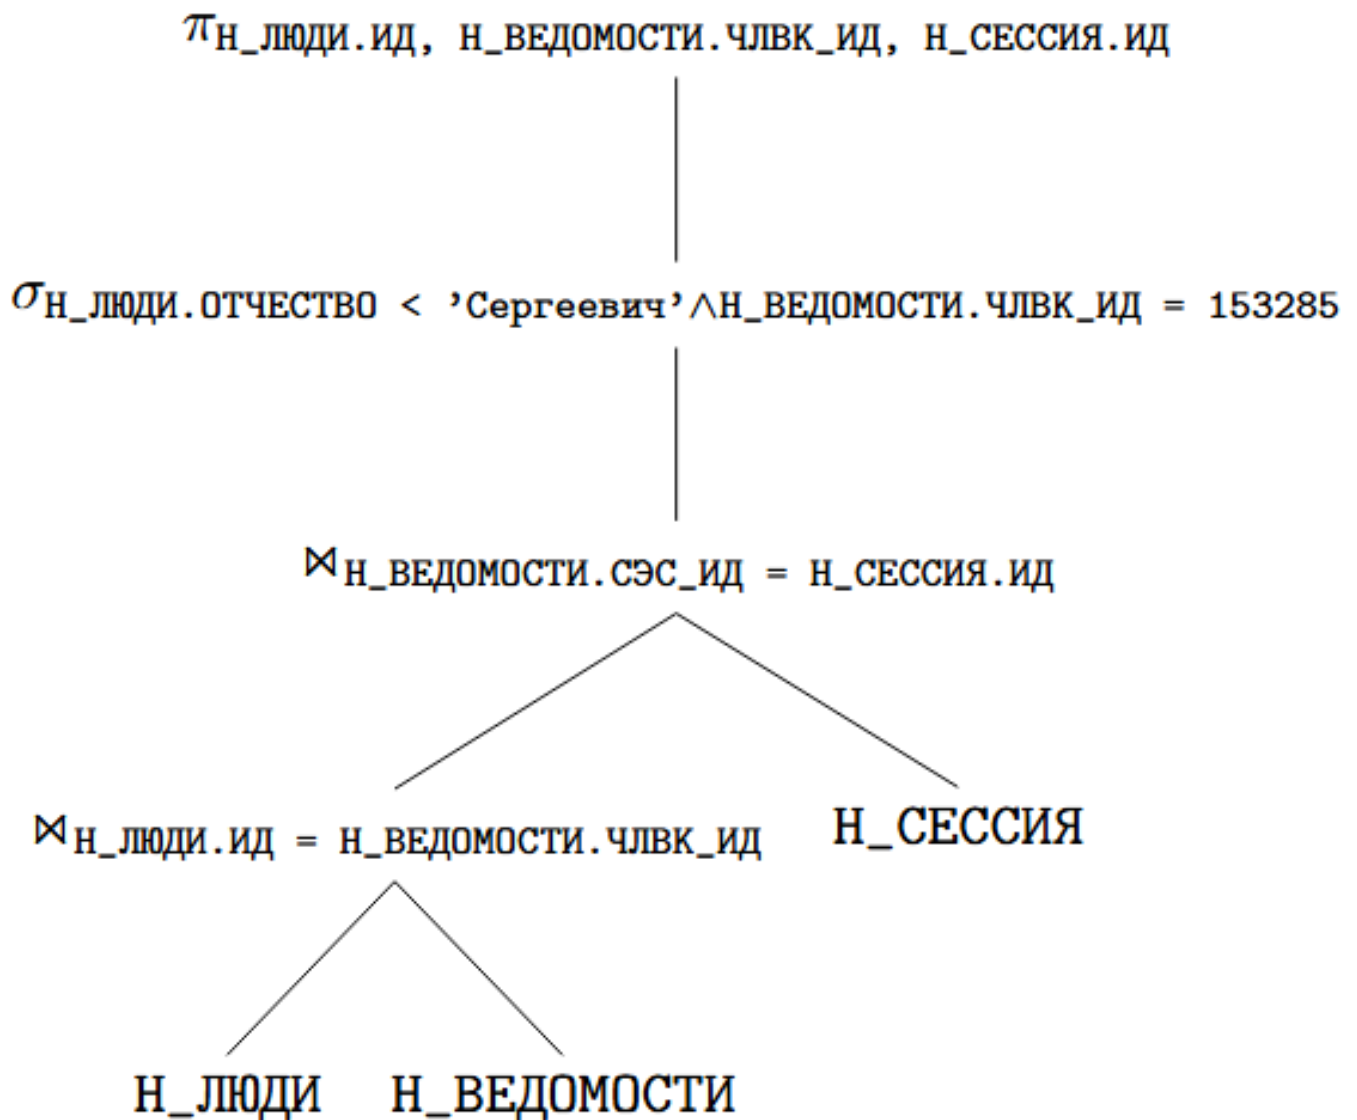 πН_ЛЮДИ.ИД, Н_ВЕДОМОСТИ.ЧЛВК_ИД, Н_СЕССИЯ.ИД
σН_ЛЮДИ.ОТЧЕСТВО < ’Сергеевич’∧Н_ВЕДОМОСТИ.ЧЛВК_ИД = 153285
⋈Н_ВЕДОМОСТИ.СЭС_ИД = Н_СЕССИЯ.ИД
⋈Н_ЛЮДИ.ИД = Н_ВЕДОМОСТИ.ЧЛВК_ИД Н_СЕССИЯ
Н_ЛЮДИ Н_ВЕДОМОСТИ